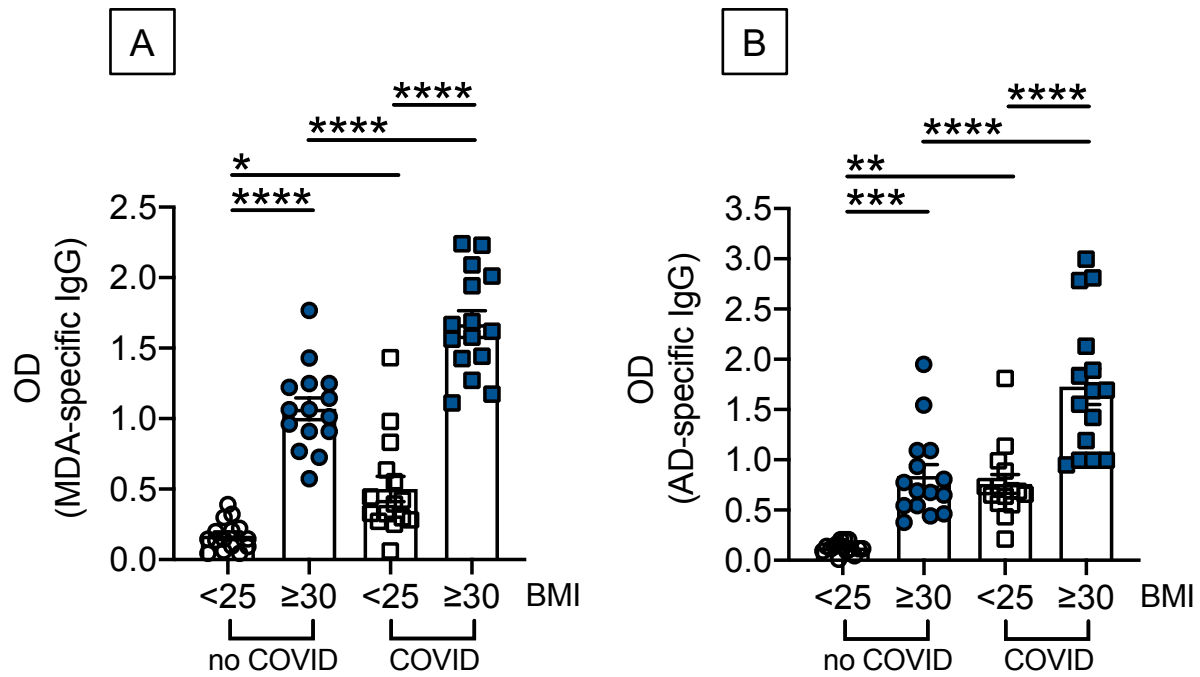 A
****
****
*
****
2.5
2.0
1.5
1.0
0.5
0.0
OD
(MDA-specific IgG)
<25 ≥30 <25 ≥30 BMI
no COVID COVID
B
****
****
**
***
3.5
3.0
2.5
2.0
1.5
1.0
0.5
0.0
OD
(AD-specific IgG)
<25 ≥30 <25 ≥30 BMI
no COVID COVID